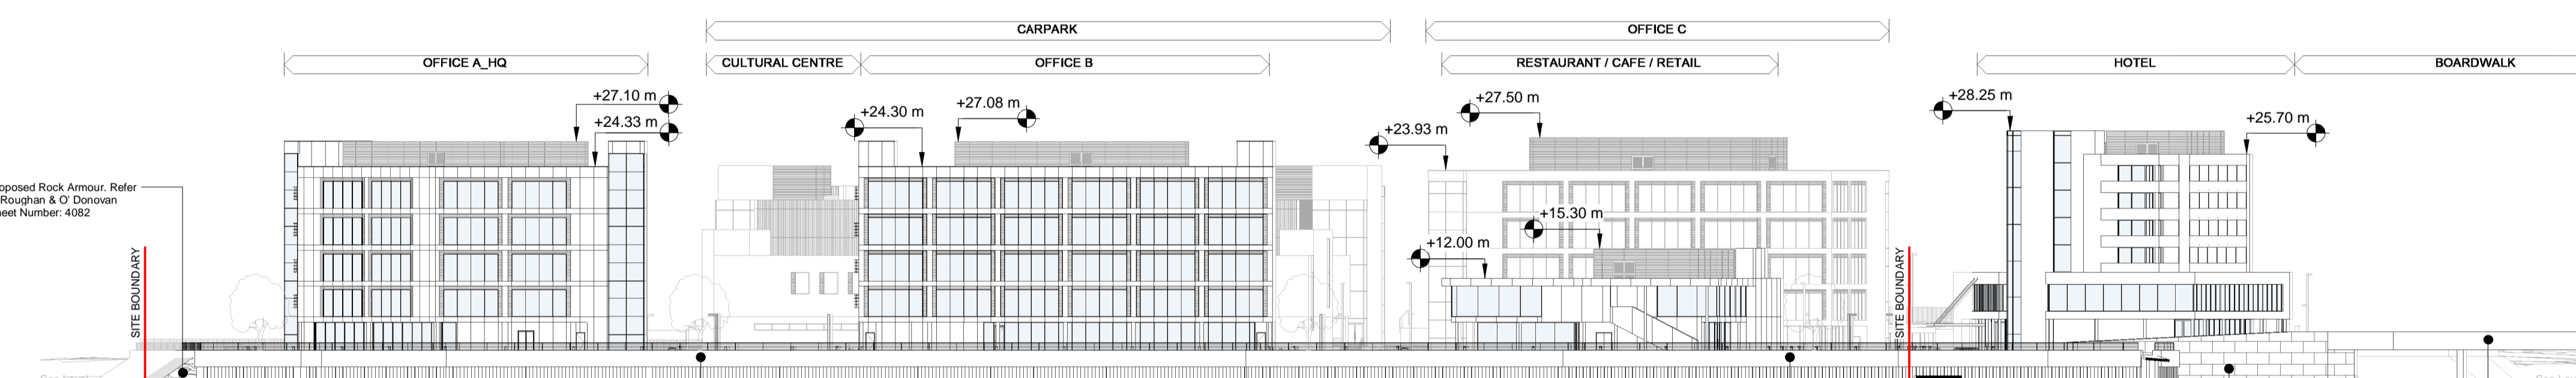 CARPARK
OFFICE C
OFFICE A_HQ
CULTURAL CENTRE
OFFICE B
RESTAURANT / CAFE / RETAIL
HOTEL
BOARDWALK
+27.10 m
+24.33 m
+24.30 m
+27.08 m
+27.50 m
+23.93 m
+28.25 m
+25.70 m
+15.30 m
+12.00 m
oposed Rock Armour. Refer
Roughan & O' Donovan
heet Number: 4082
SITE BOUNDARY
SITE BOUNDARY